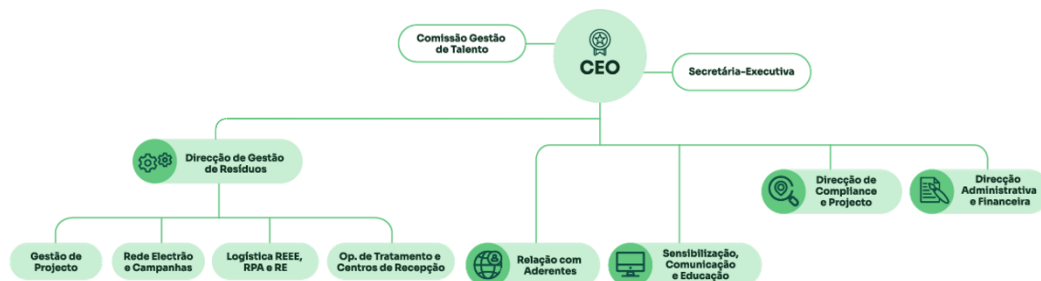 Comissão Gestão
de Talento
CEO
Secretária-Executiva
Direcção de Gestão
de Resíduos
Direcção de
Compliance
e Projecto
Direcção
Administrativa
e Financeira
Gestão de
Projecto
Rede Electrão
e Campanhas
Logística REEE,
RPA e RE
Op. de Tratamento e
Centros de Recepção
Relação com
Aderentes
Sensibilização,
Comunicação
e Educação